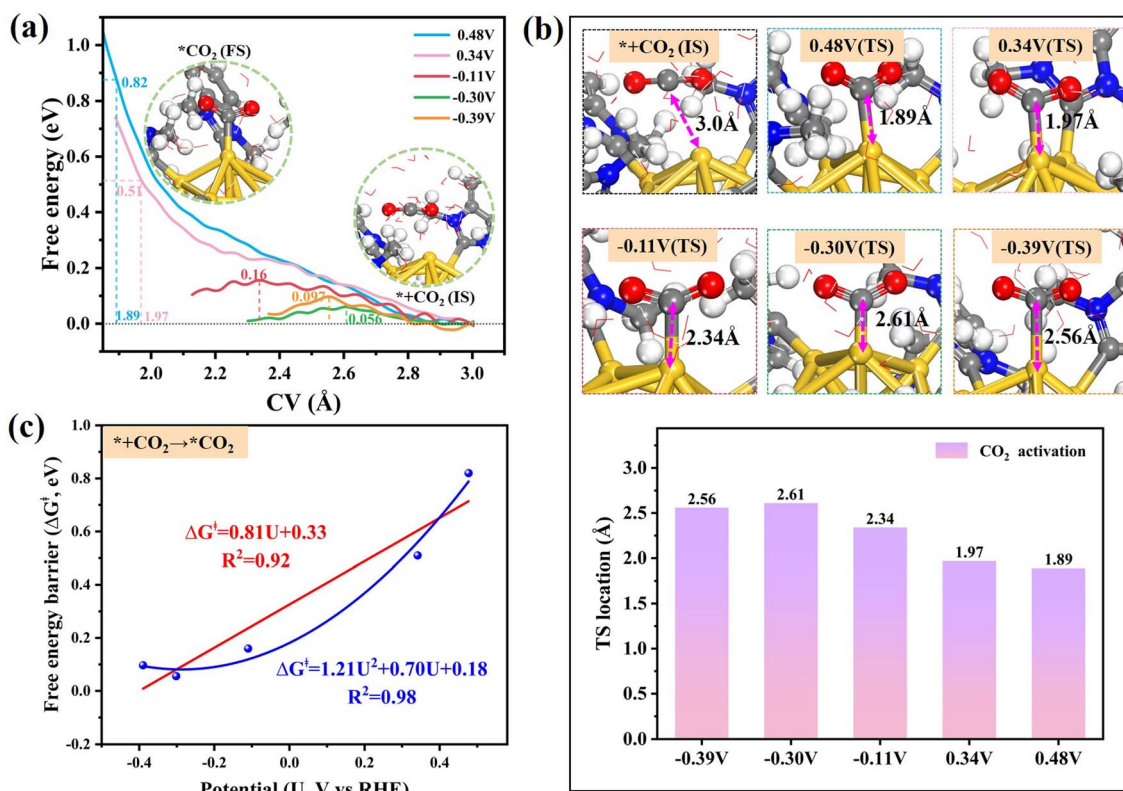 (a)
1.0
0.8
0.6
0.4
0.2
0.0
Free energy (eV)
*CO₂ (FS)
0.48V
0.34V
-0.11V
-0.30V
-0.39V
0.82
0.51
0.16
0.097
0.056
*+CO₂ (IS)
1.89
1.97
2.0
2.2
2.4
2.6
2.8
3.0
CV (Å)
(b)
*+CO₂ (IS)
0.48V(TS)
0.34V(TS)
3.0Å
1.89Å
1.97Å
-0.11V(TS)
-0.30V(TS)
-0.39V(TS)
2.34Å
2.61Å
2.56Å
CO₂ activation
3.0
2.5
2.0
1.5
1.0
0.5
0.0
TS location (Å)
2.56
2.61
2.34
1.97
1.89
-0.39V
-0.30V
-0.11V
0.34V
0.48V
(c)
1.0
0.8
0.6
0.4
0.2
0.0
-0.2
Free energy barrier (ΔG‡, eV)
*+CO₂→*CO₂
ΔG‡=0.81U+0.33
R²=0.92
ΔG‡=1.21U²+0.70U+0.18
R²=0.98
-0.4
-0.2
0.0
0.2
0.4
Potential (U, V vs RHE)